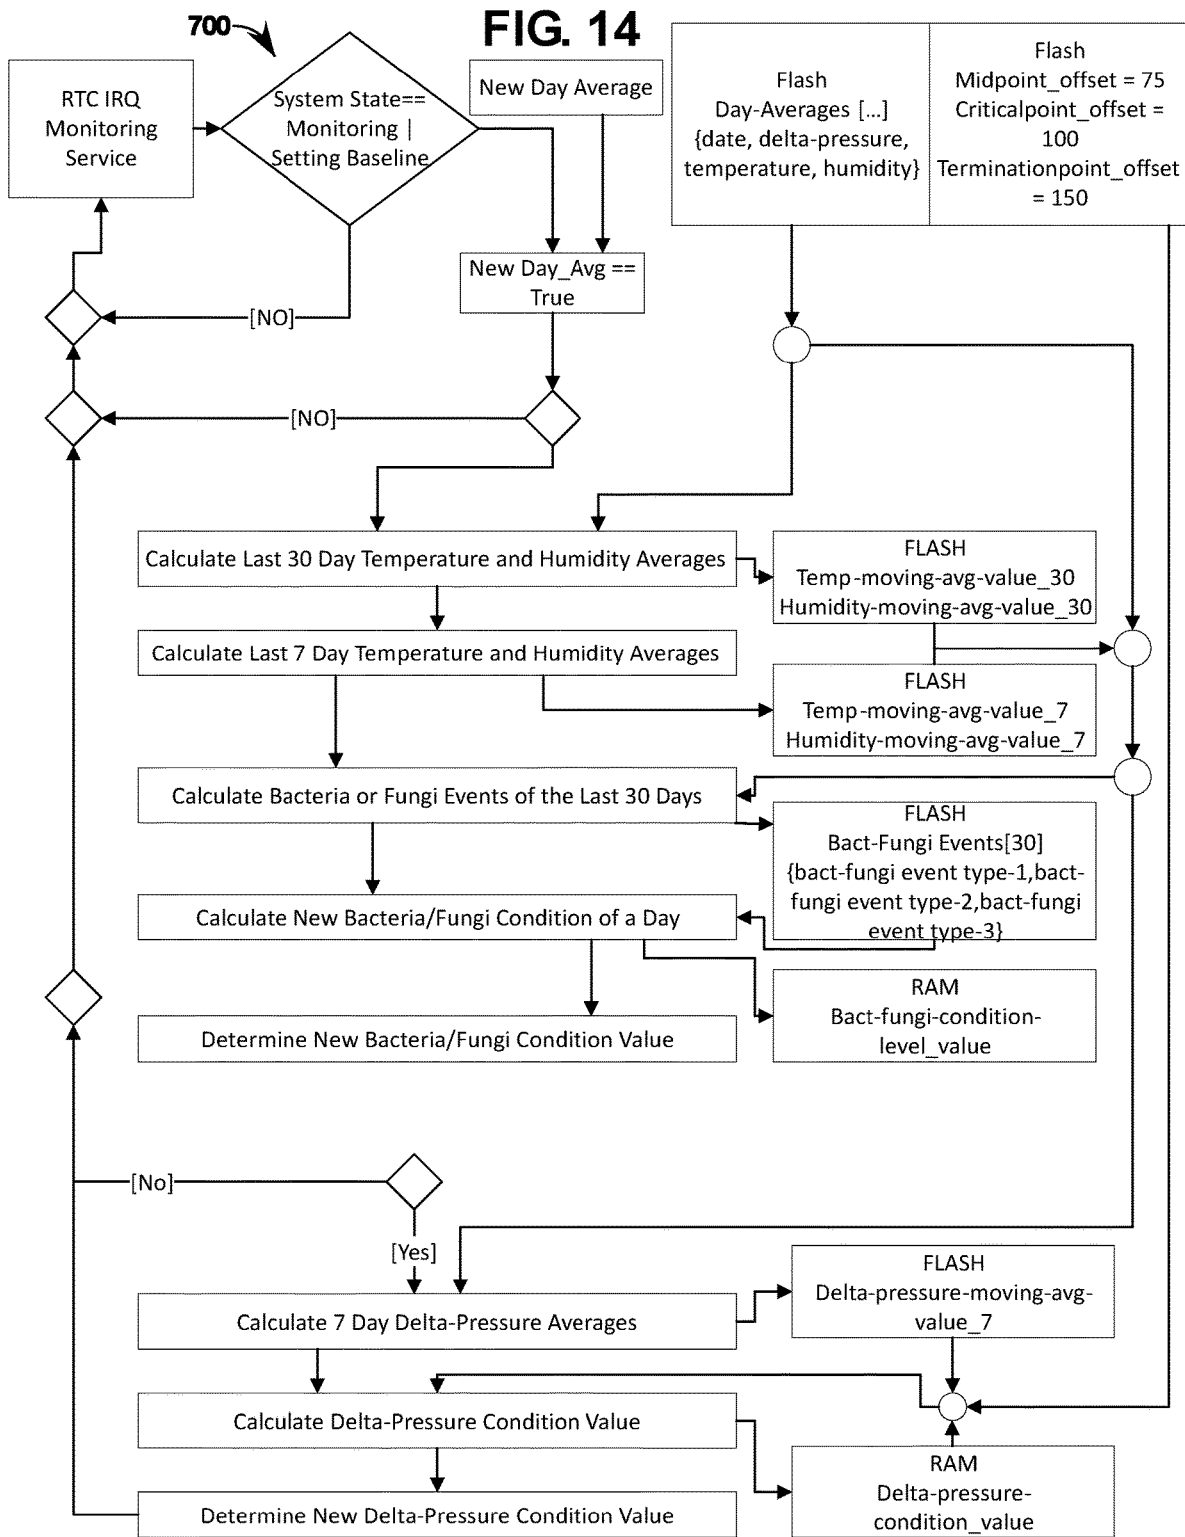 FIG. 14
700
RTC IRQ
Monitoring
Service
System State==
Monitoring |
Setting Baseline
New Day Average
Flash
Day-Averages [...]
{date, delta-pressure,
temperature, humidity}
Flash
Midpoint_offset = 75
Criticalpoint_offset =
100
Terminationpoint_offset
= 150
New Day_Avg ==
True
[NO]
[NO]
Calculate Last 30 Day Temperature and Humidity Averages
FLASH
Temp-moving-avg-value_30
Humidity-moving-avg-value_30
Calculate Last 7 Day Temperature and Humidity Averages
FLASH
Temp-moving-avg-value_7
Humidity-moving-avg-value_7
Calculate Bacteria or Fungi Events of the Last 30 Days
FLASH
Bact-Fungi Events[30]
{bact-fungi event type-1,bact-
fungi event type-2,bact-fungi
event type-3}
Calculate New Bacteria/Fungi Condition of a Day
RAM
Bact-fungi-condition-
level_value
Determine New Bacteria/Fungi Condition Value
[No]
[Yes]
Calculate 7 Day Delta-Pressure Averages
FLASH
Delta-pressure-moving-avg-
value_7
Calculate Delta-Pressure Condition Value
RAM
Delta-pressure-
condition_value
Determine New Delta-Pressure Condition Value